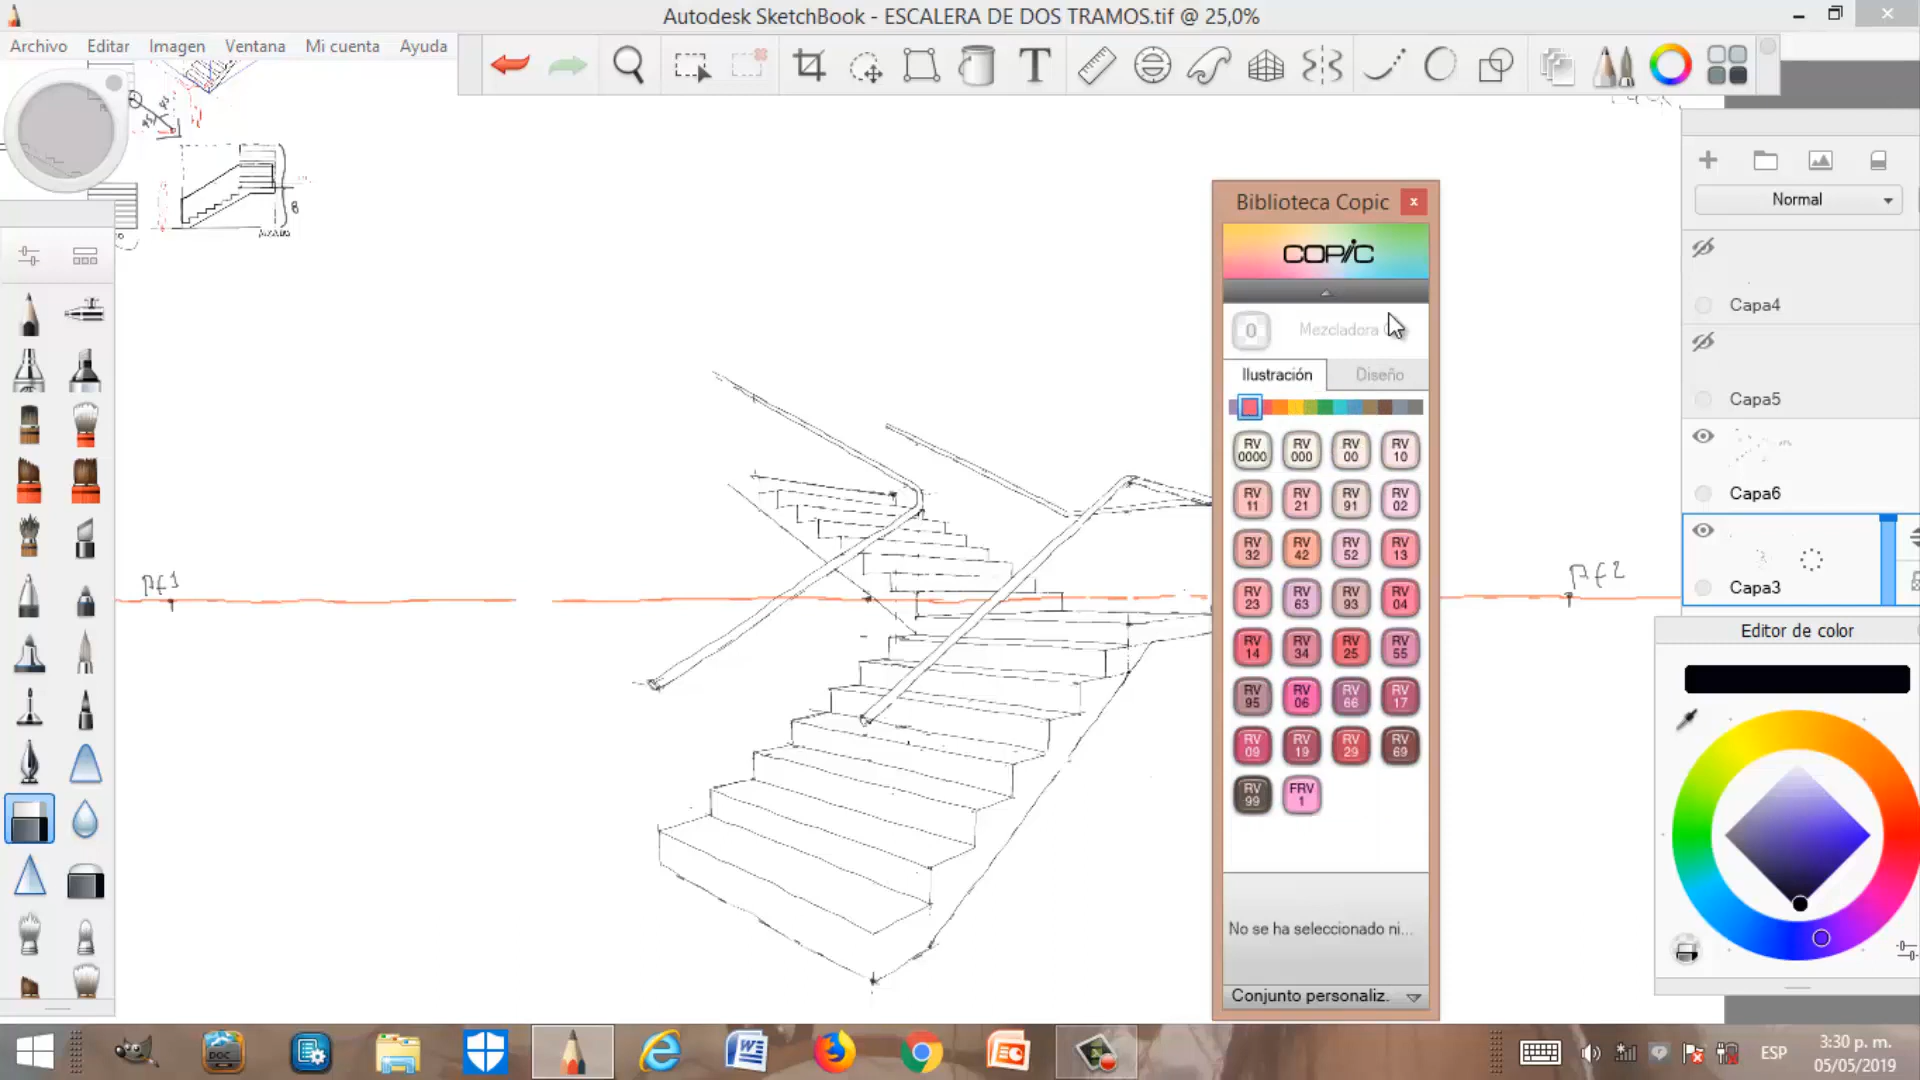 Autodesk SketchBook - ESCALERA DE DOS TRAMOS.tif @ 25,0%
Archivo Editar Imagen Ventana Mi cuenta Ayuda
T
8
Biblioteca Copic
x
COPIC
0 Mezcladora
Ilustración Diseño
RV 0000 RV 000 RV 00 RV 10
RV 11 RV 21 RV 91 RV 02
RV 32 RV 42 RV 52 RV 13
RV 23 RV 63 RV 93 RV 04
RV 14 RV 34 RV 25 RV 55
RV 95 RV 06 RV 66 RV 17
RV 09 RV 19 RV 29 RV 69
RV 99 FRV 1
No se ha seleccionado ni...
Conjunto personaliz.
Normal
Capa4
Capa5
Capa6
Capa3
Pf1
Pf2
Editor de color
DOC
ESP
3:30 p. m.
05/05/2019